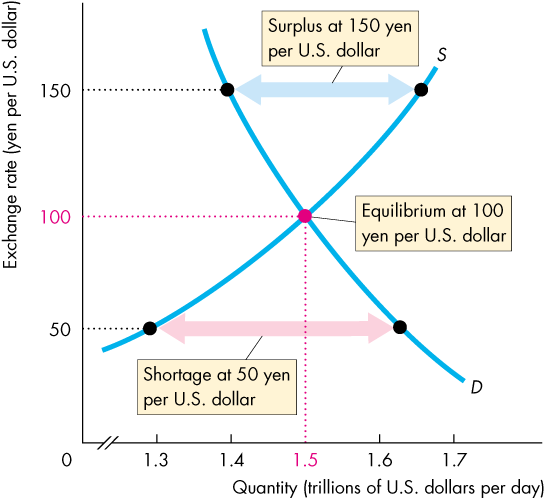 Exchange rate (yen per U.S. dollar)
Surplus at 150 yen
per U.S. dollar
S
150
100
Equilibrium at 100
yen per U.S. dollar
50
Shortage at 50 yen
per U.S. dollar
D
0
1.3
1.4
1.5
1.6
1.7
Quantity (trillions of U.S. dollars per day)